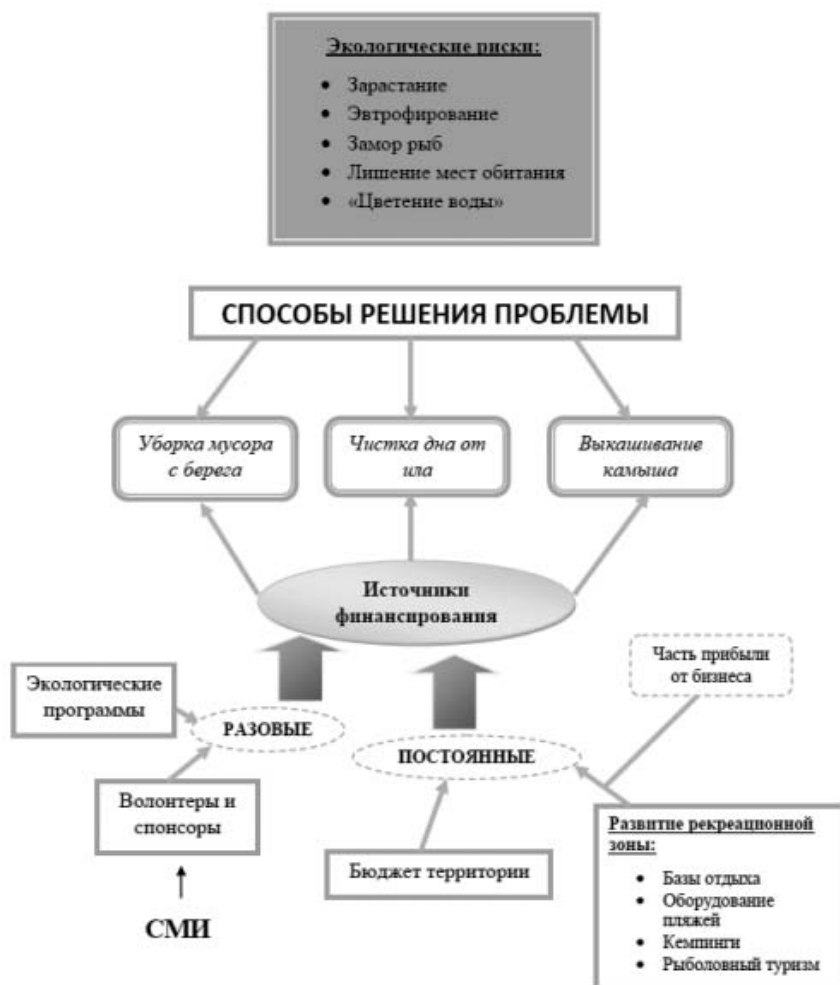 Экологические риски:
• Зарастание
• Эвтрофирование
• Замор рыб
• Лишение мест обитания
• «Цветение воды»
СПОСОБЫ РЕШЕНИЯ ПРОБЛЕМЫ
Уборка мусора
с берега
Чистка дна от
ила
Выкашивание
камыша
Источники
финансирования
Часть прибыли
от бизнеса
Экологические
программы
РАЗОВЫЕ
ПОСТОЯННЫЕ
Волонтеры и
спонсоры
СМИ
Бюджет территории
Развитие рекреационной
зоны:
• Базы отдыха
• Оборудование
пляжей
• Кемпинги
• Рыболовный туризм